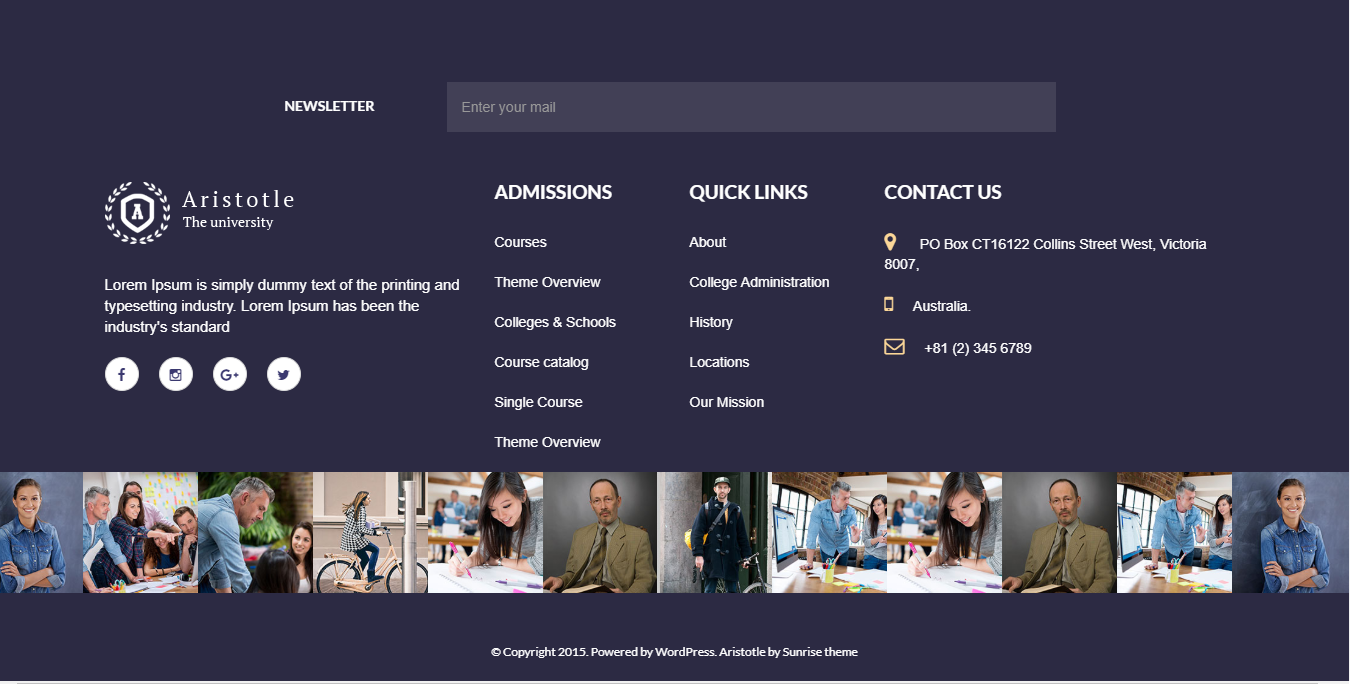 NEWSLETTER
Enter your mail
A
Aristotle
The university
Lorem Ipsum is simply dummy text of the printing and
typesetting industry. Lorem Ipsum has been the
industry's standard
ADMISSIONS
Courses
Theme Overview
Colleges & Schools
Course catalog
Single Course
Theme Overview
QUICK LINKS
About
College Administration
History
Locations
Our Mission
CONTACT US
PO Box CT16122 Collins Street West, Victoria
8007,
Australia.
+81 (2) 345 6789
© Copyright 2015. Powered by WordPress. Aristotle by Sunrise theme